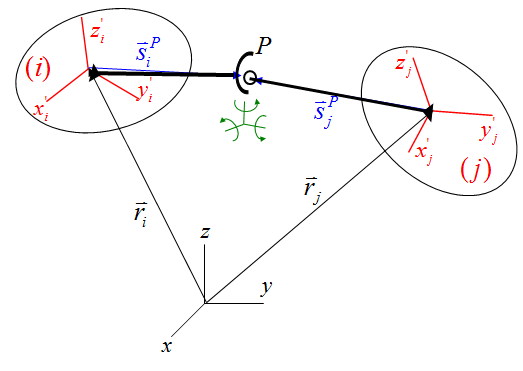 z'i
s⃗iᴾ
P
(i)
z'j
y'i
x'i
s⃗jᴾ
y'j
x'j
(j)
r⃗i
r⃗j
z
y
x